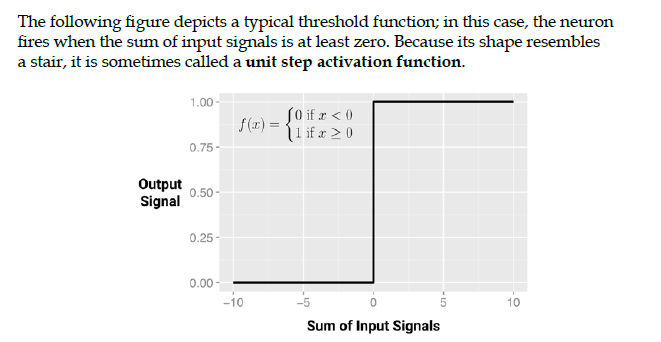 The following figure depicts a typical threshold function; in this case, the neuron
fires when the sum of input signals is at least zero. Because its shape resembles
a stair, it is sometimes called a unit step activation function.
1.00
f(x) = {0 if x < 0
1 if x ≥ 0
0.75
Output
Signal
0.50
0.25
0.00
-10 -5 0 5 10
Sum of Input Signals